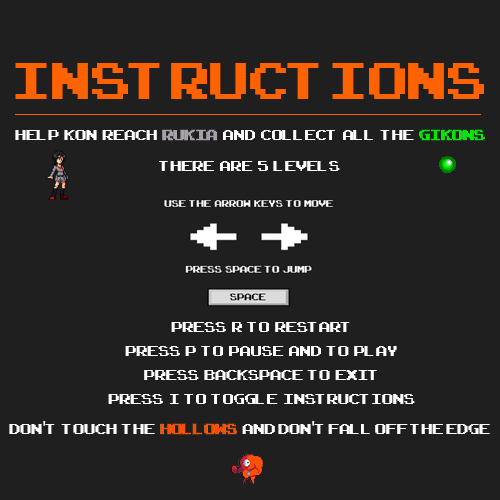 INSTRUCTIONS
HELP KON REACH RUKIA AND COLLECT ALL THE GIKONS
THERE ARE 5 LEVELS
USE THE ARROW KEYS TO MOVE
PRESS SPACE TO JUMP
SPACE
PRESS R TO RESTART
PRESS P TO PAUSE AND TO PLAY
PRESS BACKSPACE TO EXIT
PRESS I TO TOGGLE INSTRUCTIONS
DON'T TOUCH THE HOLLOWS AND DON'T FALL OFF THE EDGE